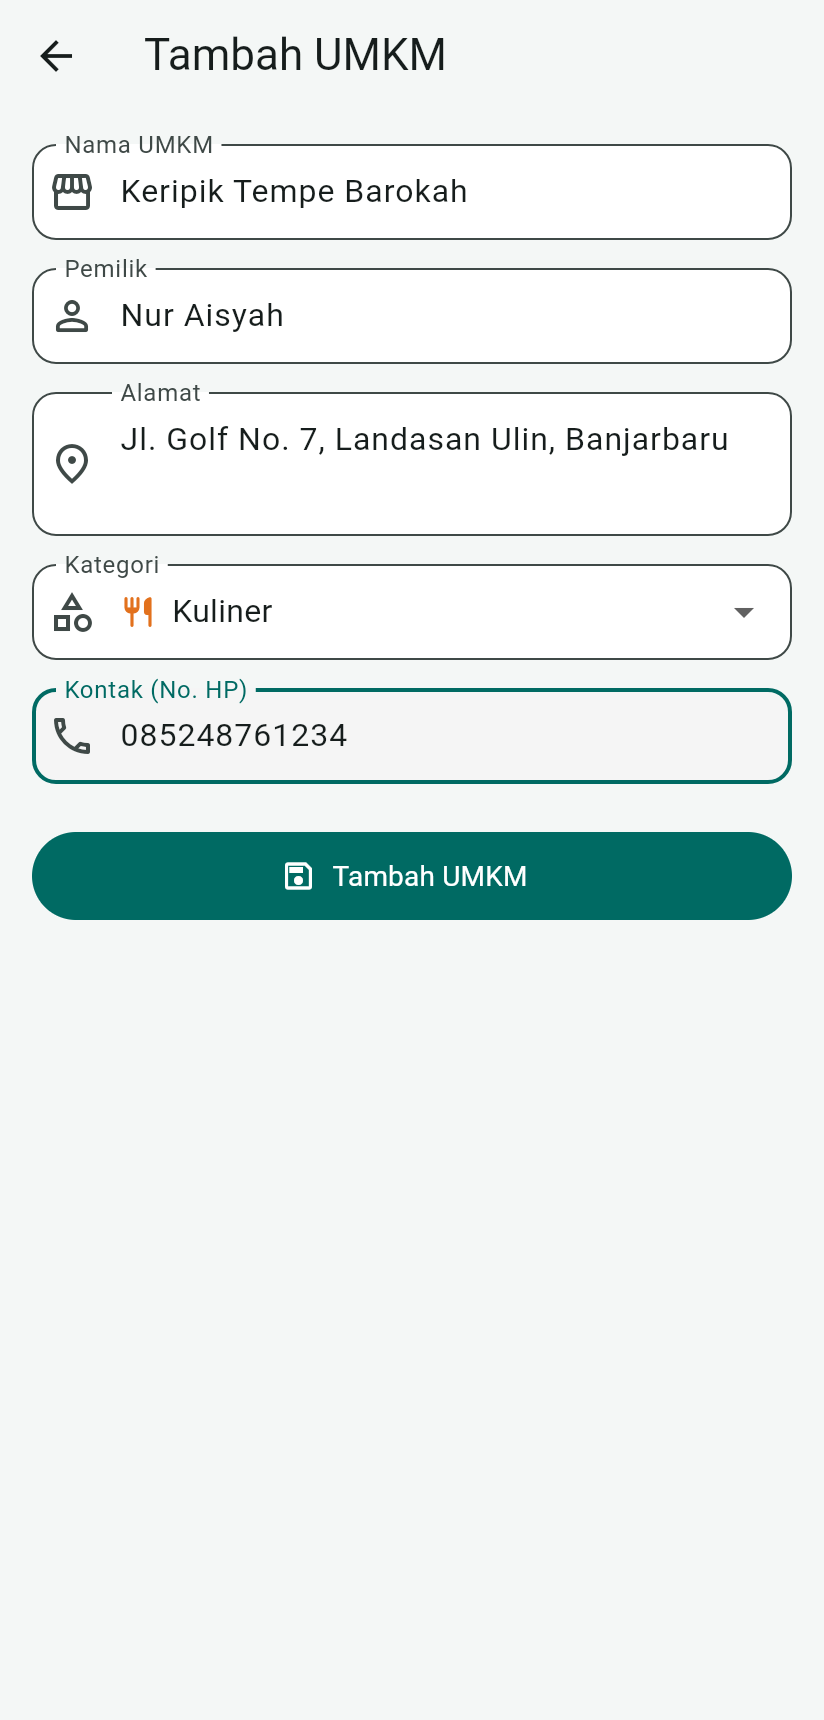 Tambah UMKM
Nama UMKM
Keripik Tempe Barokah
Pemilik
Nur Aisyah
Alamat
Jl. Golf No. 7, Landasan Ulin, Banjarbaru
Kategori
Kuliner
Kontak (No. HP)
085248761234
Tambah UMKM